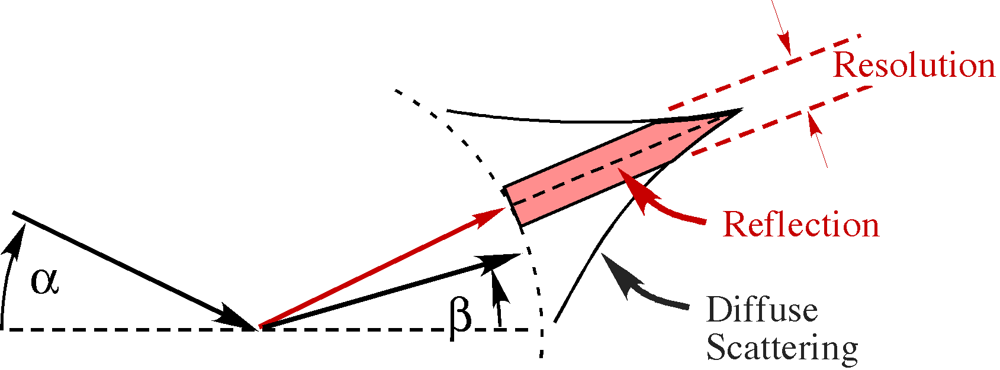 Resolution
Reflection
α
β
Diffuse
Scattering